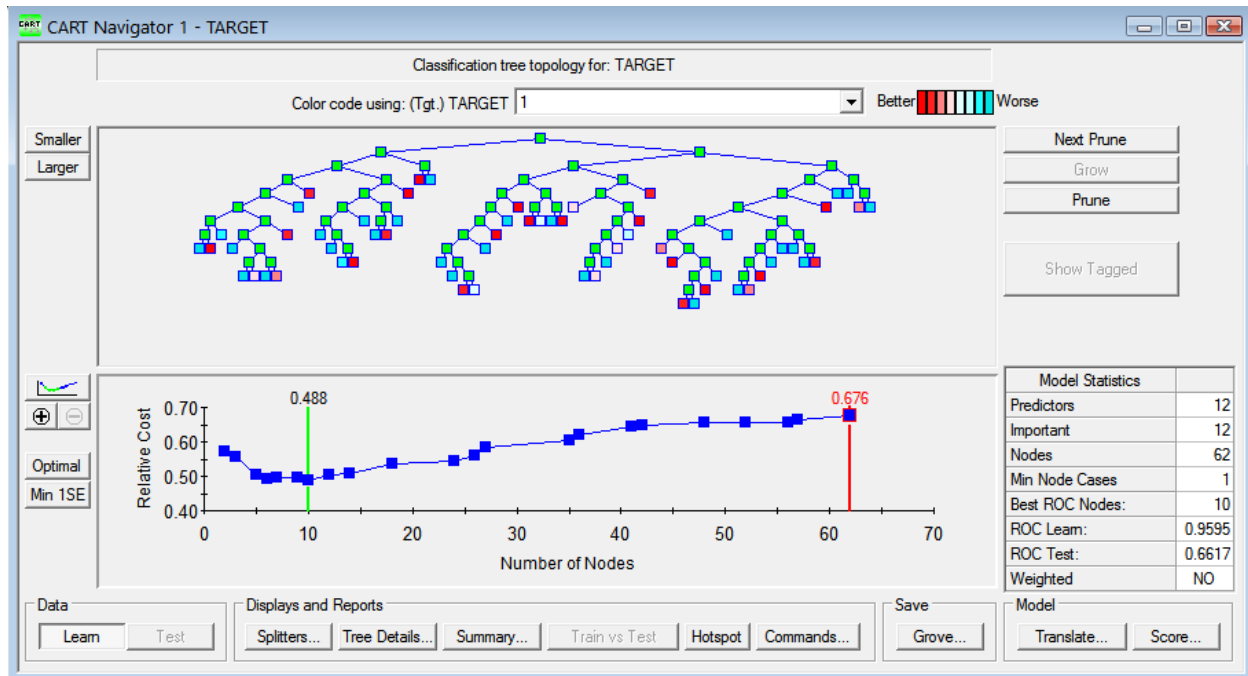 CART Navigator 1 - TARGET
Classification tree topology for: TARGET
Color code using: (Tgt.) TARGET 1 Better Worse
Smaller
Larger
Next Prune
Grow
Prune
Show Tagged
Optimal
Min 1SE
0.488
0.676
0.70
0.60
0.50
0.40
Relative Cost
0 10 20 30 40 50 60 70
Number of Nodes
Model Statistics
Predictors 12
Important 12
Nodes 62
Min Node Cases 1
Best ROC Nodes: 10
ROC Learn: 0.9595
ROC Test: 0.6617
Weighted NO
Data
Learn Test
Displays and Reports
Splitters... Tree Details... Summary... Train vs Test Hotspot Commands...
Save
Grove...
Model
Translate... Score...